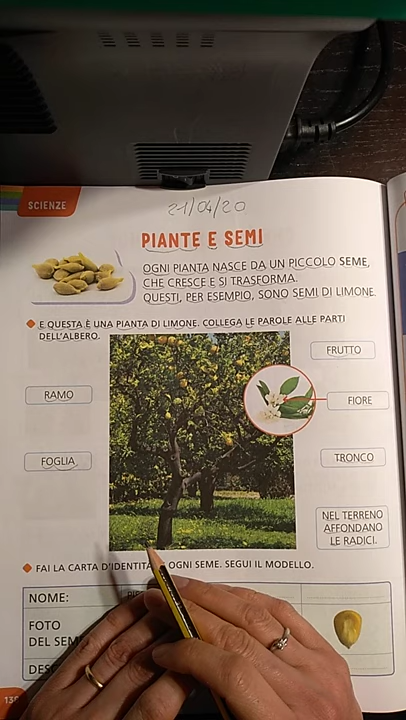 SCIENZE
21/04/20
PIANTE E SEMI
OGNI PIANTA NASCE DA UN PICCOLO SEME,
CHE CRESCE E SI TRASFORMA.
QUESTI, PER ESEMPIO, SONO SEMI DI LIMONE.
E QUESTA È UNA PIANTA DI LIMONE. COLLEGA LE PAROLE ALLE PARTI
DELL'ALBERO.
FRUTTO
RAMO
FIORE
FOGLIA
TRONCO
NEL TERRENO
AFFONDANO
LE RADICI.
FAI LA CARTA D'IDENTITÀ OGNI SEME. SEGUI IL MODELLO.
NOME:
FOTO
DEL